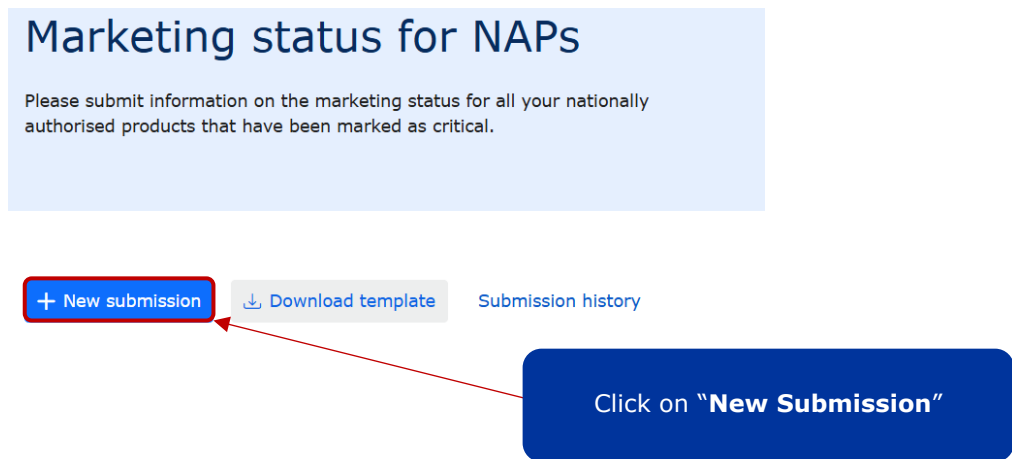 Marketing status for NAPs
Please submit information on the marketing status for all your nationally
authorised products that have been marked as critical.
+ New submission
Download template
Submission history
Click on “New Submission”